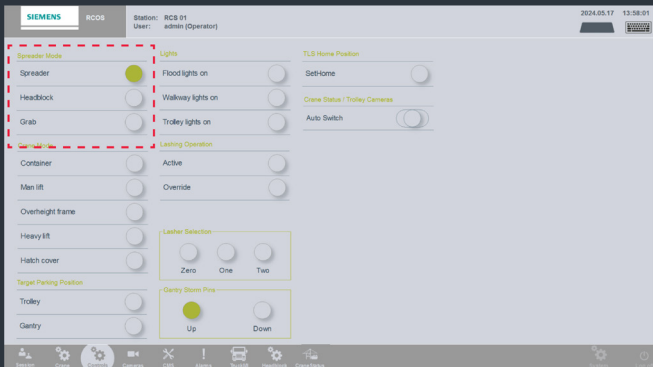 SIEMENS
RCOS
Station: RCS 01
User: admin (Operator)
2024.05.17 13:58:01
Spreader Mode
Spreader
Headblock
Grab
Container
Man lift
Overheight frame
Heavy lift
Hatch cover
Target Parking Position
Trolley
Gantry
Lights
Flood lights on
Walkway lights on
Trolley lights on
Lashing Operation
Active
Override
Lasher Selection
Zero One Two
Gantry Storm Pins
Up Down
TLS Home Position
SetHome
Crane Status / Trolley Cameras
Auto Switch
Session Crane Controls Cameras CMS Alarms Truck lift Headblock Crane Status